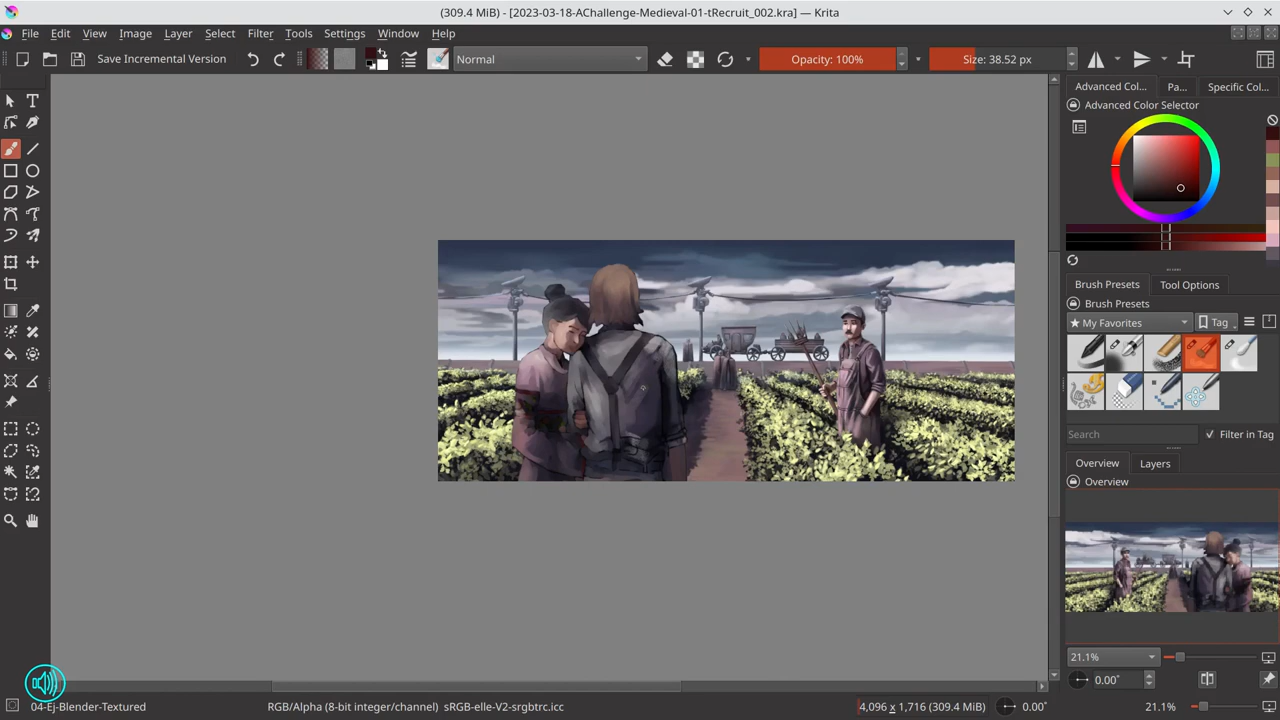 (309.4 MiB) - [2023-03-18-AChallenge-Medieval-01-tRecruit_002.kra] — Krita
File Edit View Image Layer Select Filter Tools Settings Window Help
Save Incremental Version Normal Opacity: 100% Size: 38.52 px
Advanced Col... Pa... Specific Col...
Advanced Color Selector
Brush Presets Tool Options
Brush Presets
★ My Favorites Tag
Search Filter in Tag
Overview Layers
Overview
21.1%
0.00°
04-Ej-Blender-Textured RGB/Alpha (8-bit integer/channel) sRGB-elle-V2-srgbtrc.icc 4,096 x 1,716 (309.4 MiB) 0.00° 21.1%